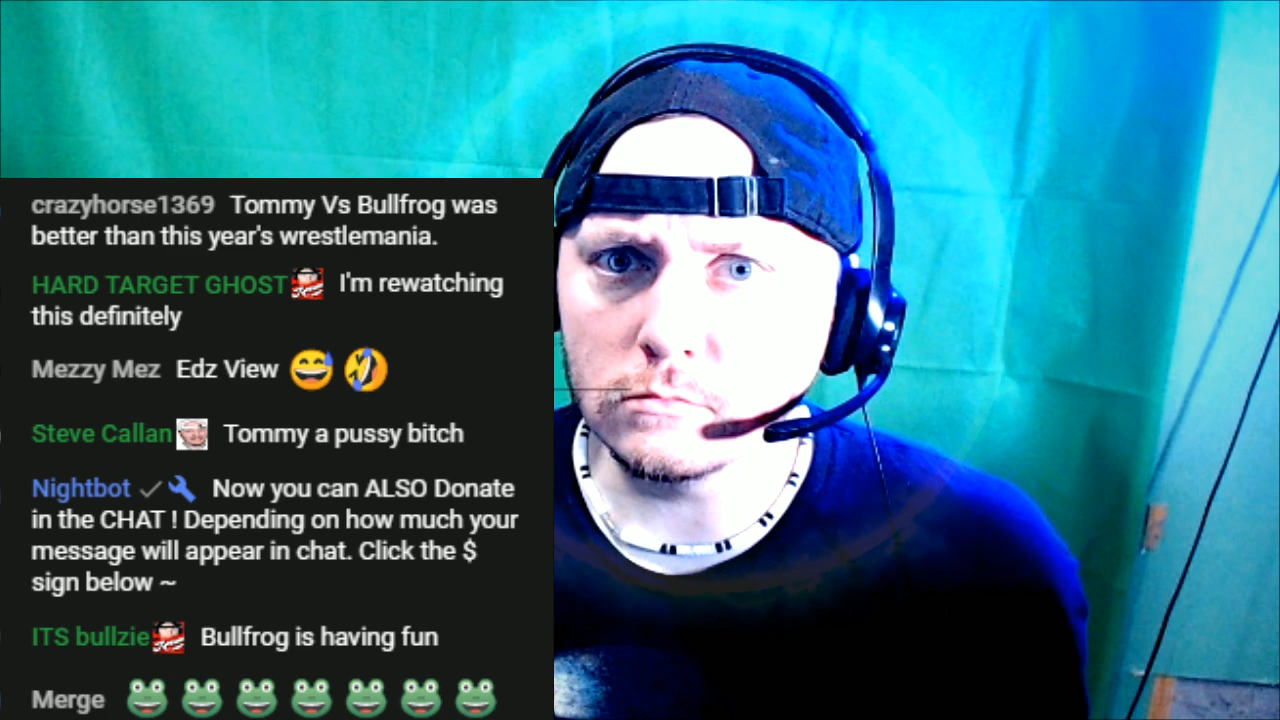 crazyhorse1369 Tommy Vs Bullfrog was
better than this year's wrestlemania.
HARD TARGET GHOST I'm rewatching
this definitely
Mezzy Mez Edz View 😅 🤣
Steve Callan Tommy a pussy bitch
Nightbot Now you can ALSO Donate
in the CHAT ! Depending on how much your
message will appear in chat. Click the $
sign below ~
ITS bullzie Bullfrog is having fun
Merge 🐸 🐸 🐸 🐸 🐸 🐸 🐸